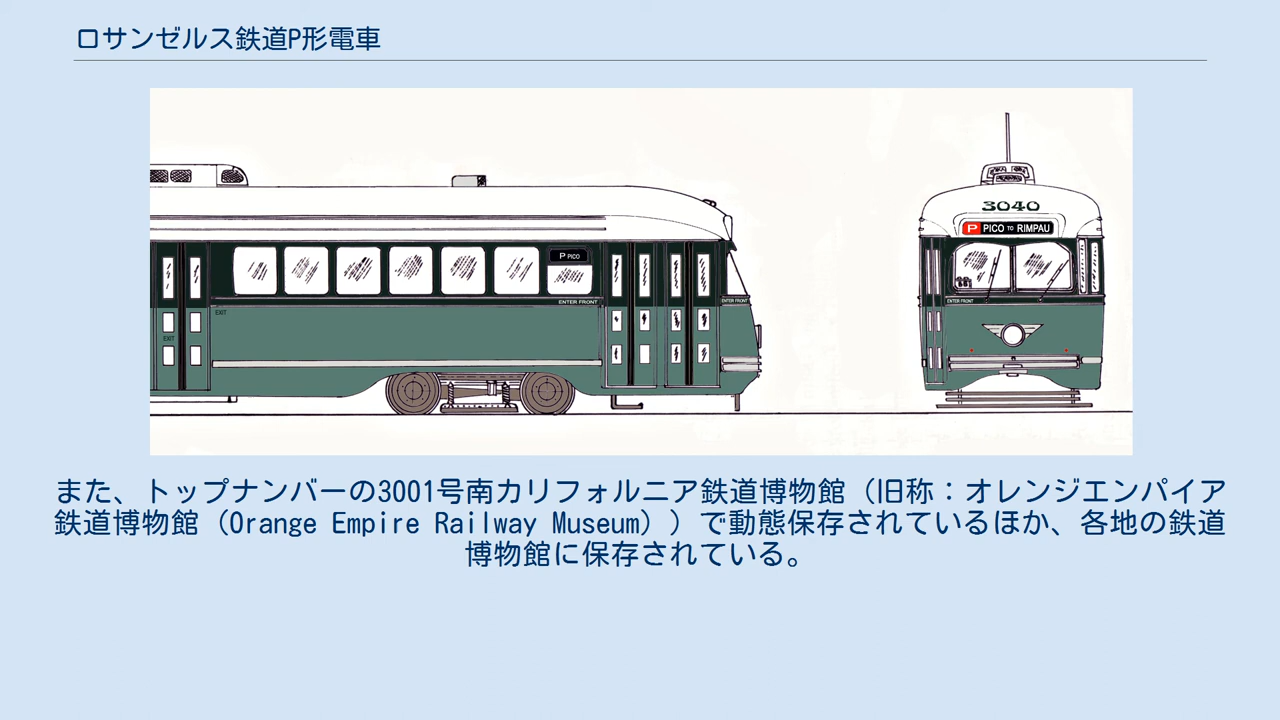 ロサンゼルス鉄道P形電車
3040
P PICO TO RIMPAU
P PICO
ENTER FRONT
ENTER FRONT
ENTER FRONT
EXIT
EXIT
また、トップナンバーの3001号南カリフォルニア鉄道博物館（旧称：オレンジエンパイア
鉄道博物館（Orange Empire Railway Museum））で動態保存されているほか、各地の鉄道
博物館に保存されている。